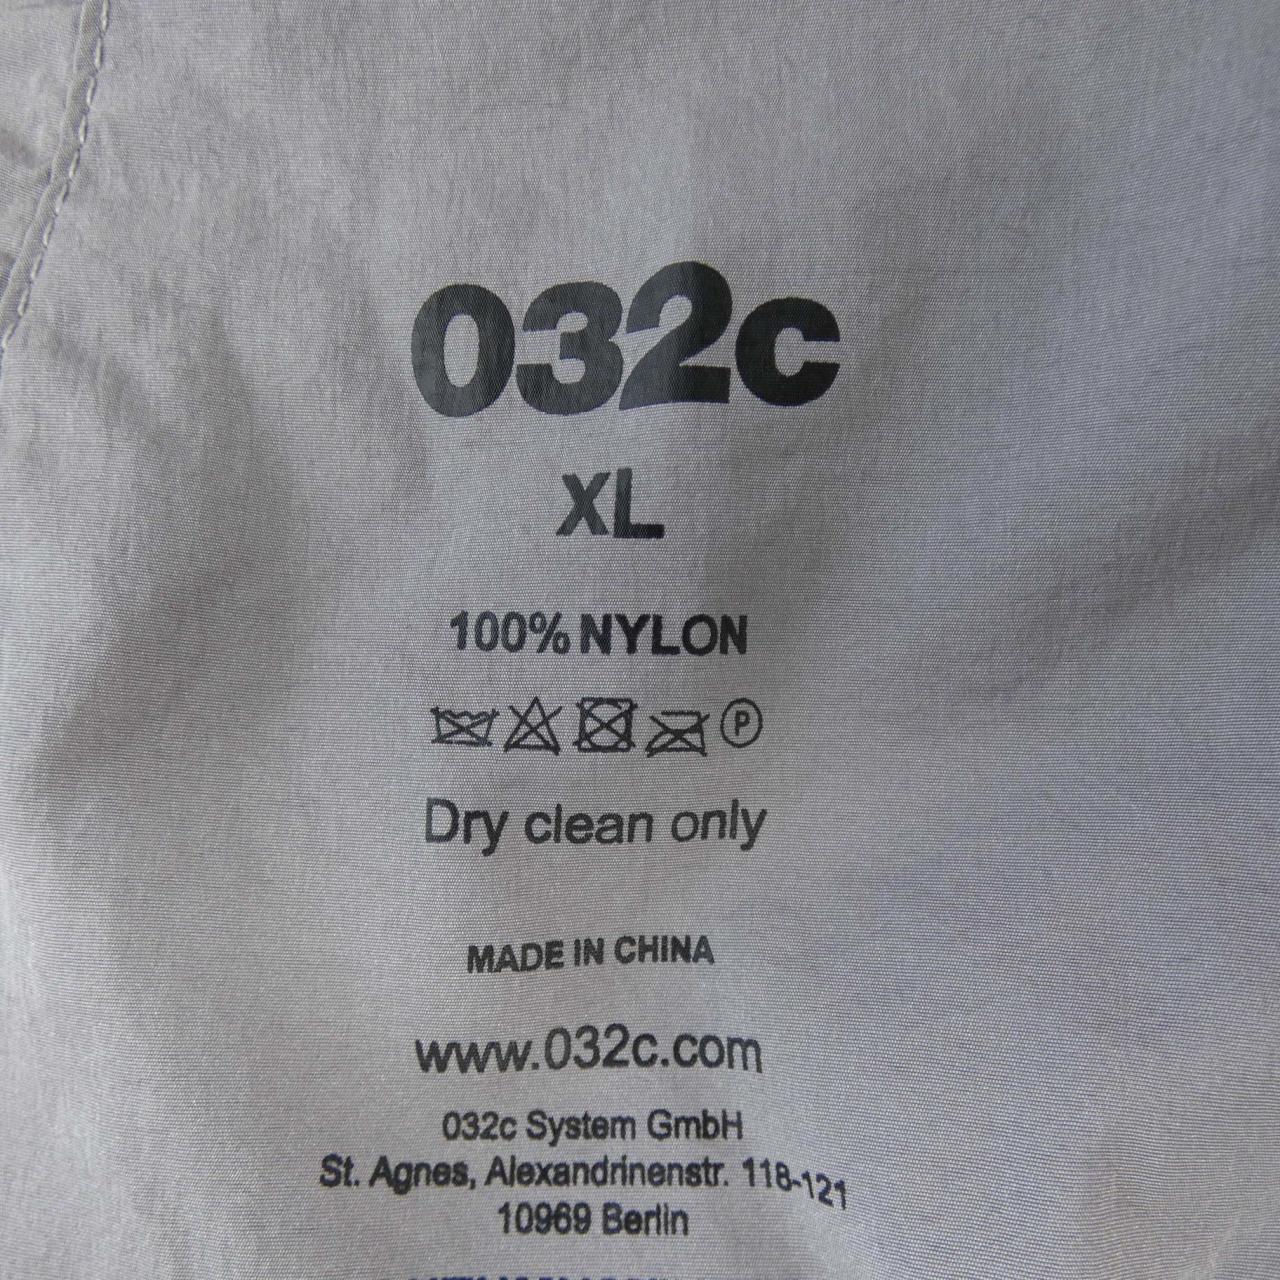 032c
XL
100% NYLON
P
Dry clean only
MADE IN CHINA
www.032c.com
032c System GmbH
St. Agnes, Alexandrinenstr. 118-121
10969 Berlin